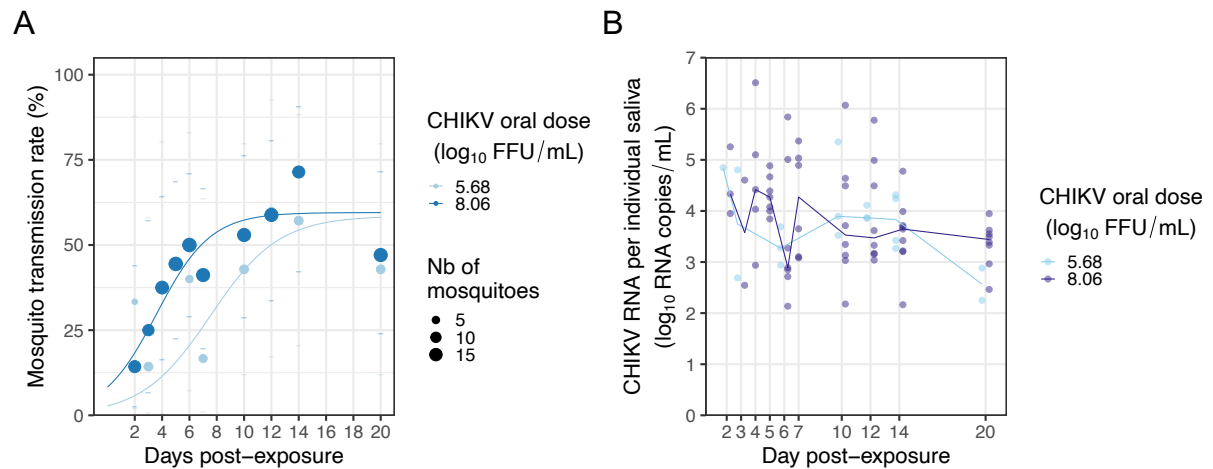 A
Mosquito transmission rate (%)
100
75
50
25
0
2 4 6 8 10 12 14 16 18 20
Days post−exposure
CHIKV oral dose
(log10 FFU/mL)
5.68
8.06
Nb of
mosquitoes
5
10
15
B
CHIKV RNA per individual saliva
(log10 RNA copies/mL)
7
6
5
4
3
2
1
0
2 3 4 5 6 7 10 12 14 20
Day post−exposure
CHIKV oral dose
(log10 FFU/mL)
5.68
8.06